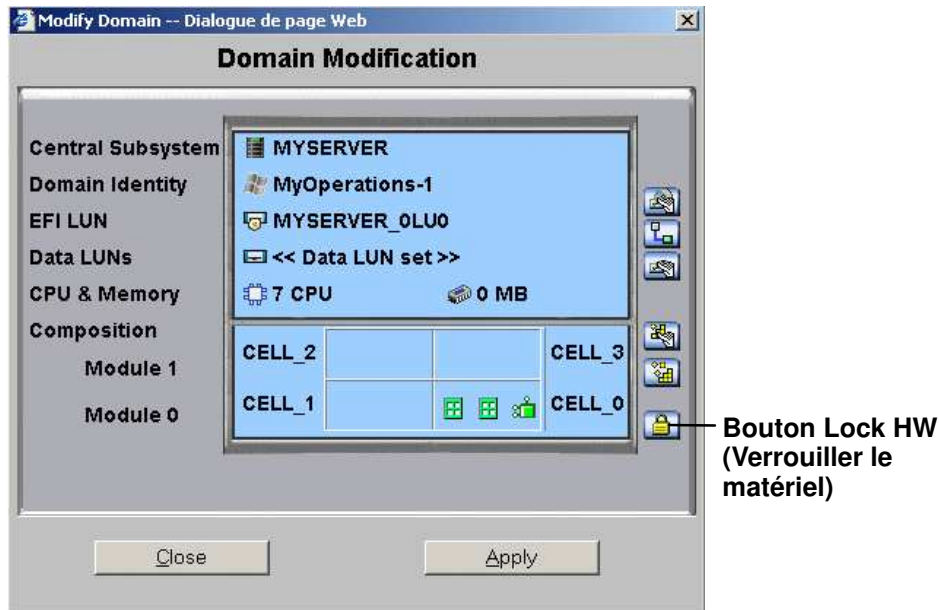 Modify Domain -- Dialogue de page Web
Domain Modification
Central Subsystem MYSERVER
Domain Identity MyOperations-1
EFI LUN MYSERVER_0LU0
Data LUNs << Data LUN set >>
CPU & Memory 7 CPU 0 MB
Composition
Module 1 CELL_2 CELL_3
Module 0 CELL_1 CELL_0
Bouton Lock HW
(Verrouiller le
matériel)
Close Apply